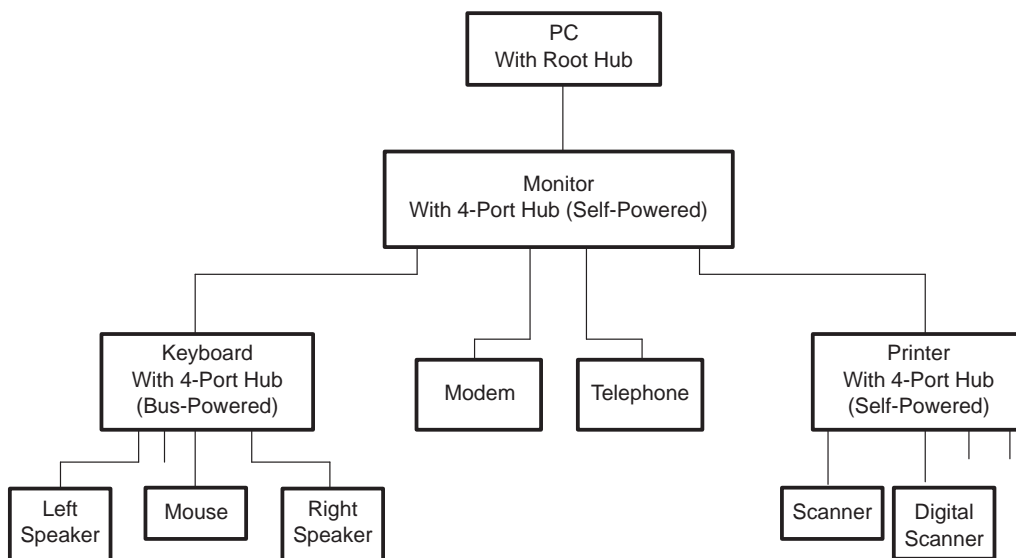 PC
With Root Hub
Monitor
With 4-Port Hub (Self-Powered)
Keyboard
With 4-Port Hub
(Bus-Powered)
Modem
Telephone
Printer
With 4-Port Hub
(Self-Powered)
Left
Speaker
Mouse
Right
Speaker
Scanner
Digital
Scanner